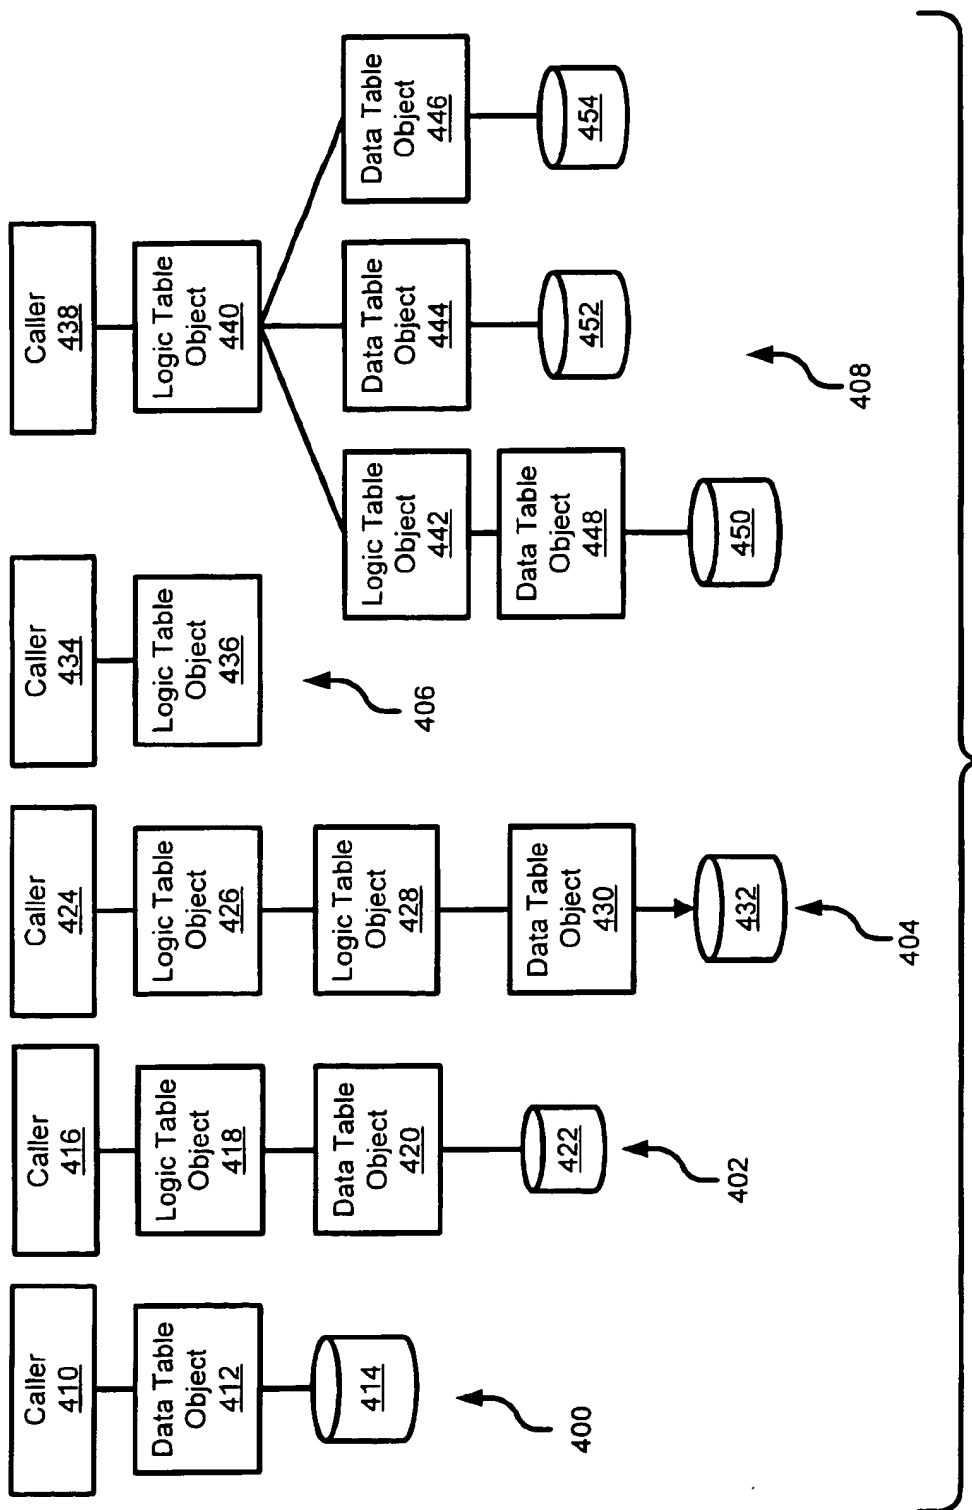 Caller
410
Data Table
Object
412
414
400
Caller
416
Logic Table
Object
418
Data Table
Object
420
422
402
Caller
424
Logic Table
Object
426
Logic Table
Object
428
Data Table
Object
430
432
404
Caller
434
Logic Table
Object
436
406
Caller
438
Logic Table
Object
440
Logic Table
Object
442
Data Table
Object
444
Data Table
Object
446
Data Table
Object
448
450
452
454
408